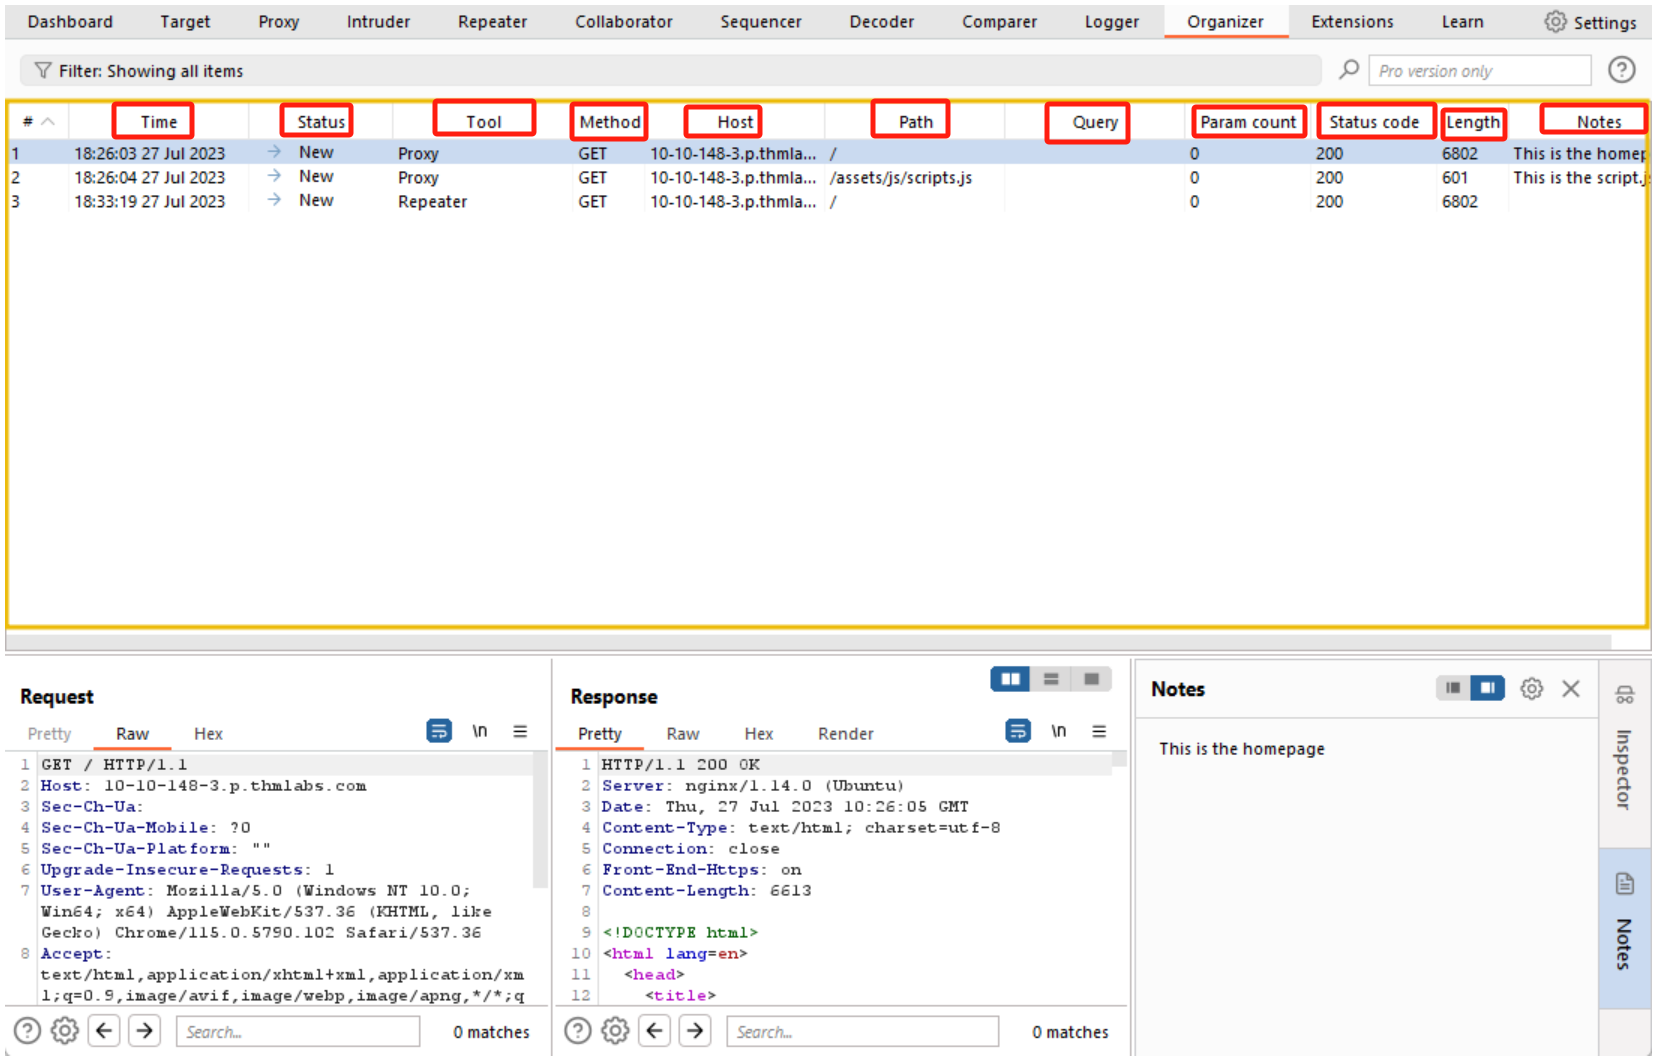 Dashboard Target Proxy Intruder Repeater Collaborator Sequencer Decoder Comparer Logger Organizer Extensions Learn Settings
Filter: Showing all items Pro version only
# Time Status Tool Method Host Path Query Param count Status code Length Notes
1 18:26:03 27 Jul 2023 New Proxy GET 10-10-148-3.p.thmla... / 0 200 6802 This is the homep
2 18:26:04 27 Jul 2023 New Proxy GET 10-10-148-3.p.thmla... /assets/js/scripts.js 0 200 601 This is the script.j
3 18:33:19 27 Jul 2023 New Repeater GET 10-10-148-3.p.thmla... / 0 200 6802
Request
Pretty Raw Hex \n
1 GET / HTTP/1.1
2 Host: 10-10-148-3.p.thmlabs.com
3 Sec-Ch-Ua:
4 Sec-Ch-Ua-Mobile: ?0
5 Sec-Ch-Ua-Platform: ""
6 Upgrade-Insecure-Requests: 1
7 User-Agent: Mozilla/5.0 (Windows NT 10.0;
Win64; x64) AppleWebKit/537.36 (KHTML, like
Gecko) Chrome/115.0.5790.102 Safari/537.36
8 Accept:
text/html,application/xhtml+xml,application/xm
l;q=0.9,image/avif,image/webp,image/apng,*/*;q
Search... 0 matches
Response
Pretty Raw Hex Render \n
1 HTTP/1.1 200 OK
2 Server: nginx/1.14.0 (Ubuntu)
3 Date: Thu, 27 Jul 2023 10:26:05 GMT
4 Content-Type: text/html; charset=utf-8
5 Connection: close
6 Front-End-Https: on
7 Content-Length: 6613
8
9 <!DOCTYPE html>
10 <html lang=en>
11 <head>
12 <title>
Search... 0 matches
Notes
This is the homepage
Inspector
Notes